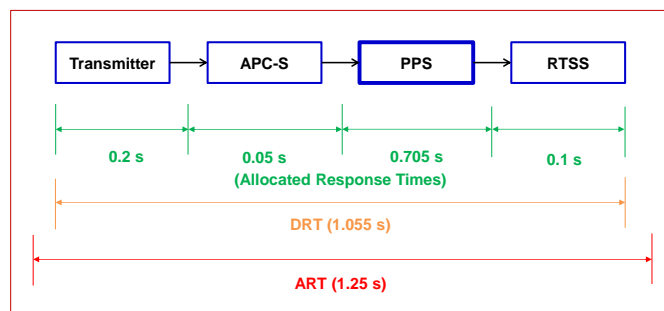 Transmitter
APC-S
PPS
RTSS
0.2 s
0.05 s
0.705 s
0.1 s
(Allocated Response Times)
DRT (1.055 s)
ART (1.25 s)